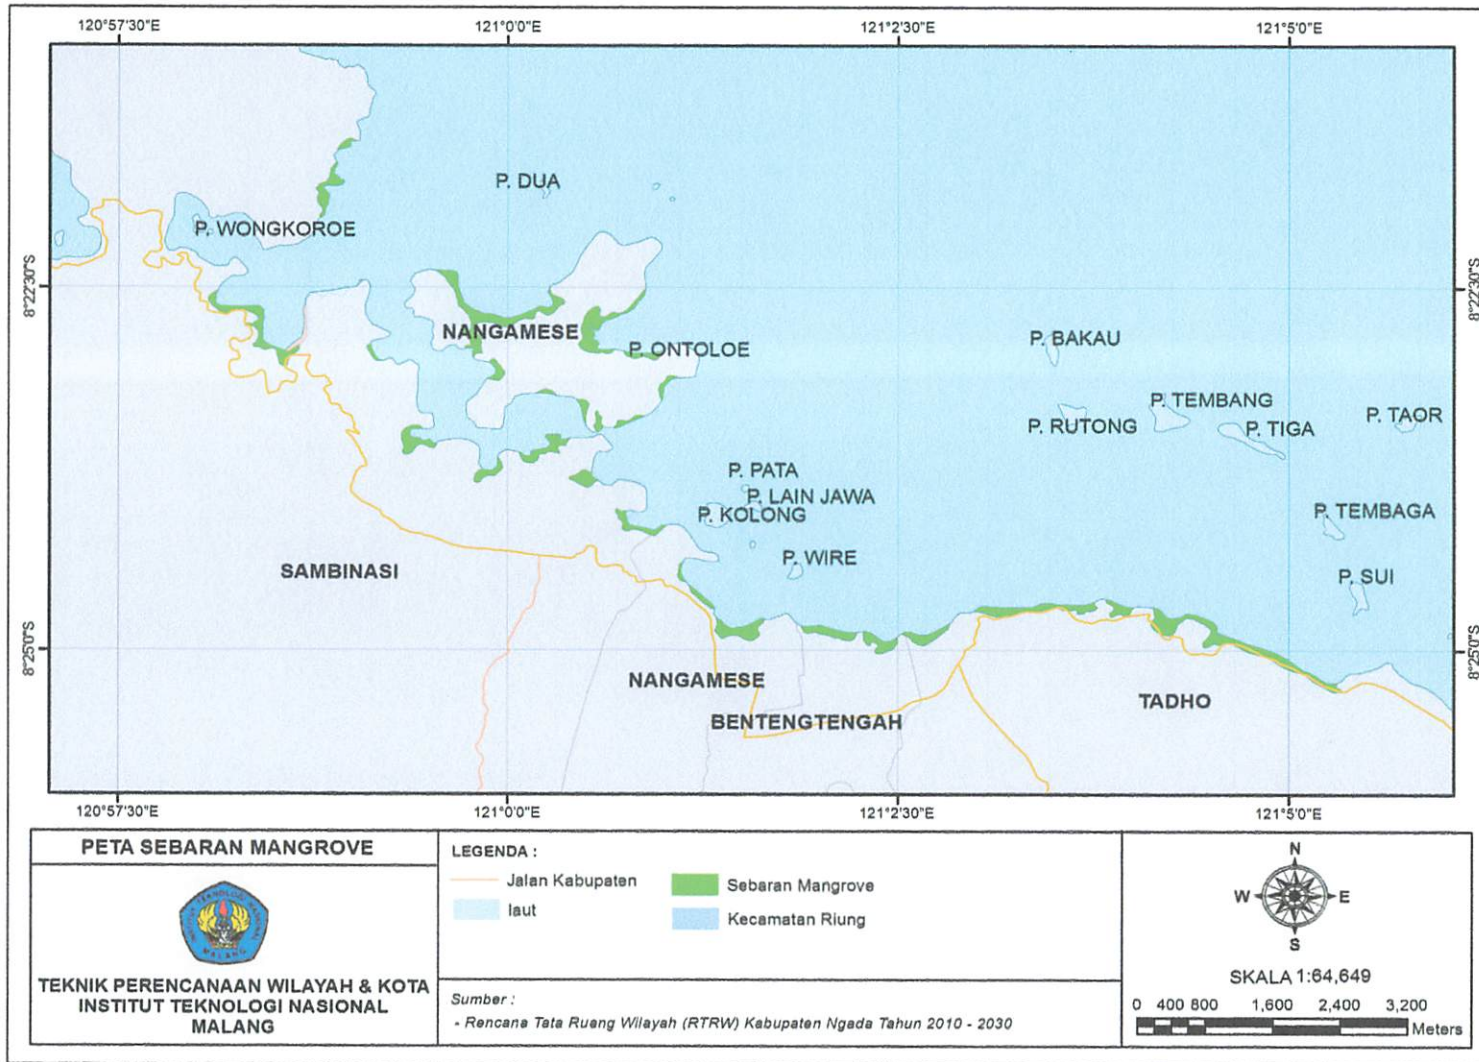 120°57'30"E 121°0'0"E 121°2'30"E 121°5'0"E
P. DUA
P. WONGKOROE
8°22'30"S
8°22'30"S
NANGAMESE
P. ONTOLOE
P. BAKAU
P. TEMBANG
P. TAOR
P. RUTONG
P. TIGA
P. PATA
P. LAIN JAWA
P. KOLONG
P. TEMBAGA
P. WIRE
SAMBINASI
P. SUI
8°25'0"S
8°25'0"S
NANGAMESE
TADHO
BENTENGTENGAH
120°57'30"E 121°0'0"E 121°2'30"E 121°5'0"E
PETA SEBARAN MANGROVE
INSTITUT TEKNOLOGI NASIONAL
MALANG
TEKNIK PERENCANAAN WILAYAH & KOTA
INSTITUT TEKNOLOGI NASIONAL
MALANG
LEGENDA :
Jalan Kabupaten
laut
Sebaran Mangrove
Kecamatan Riung
Sumber :
- Rencana Tata Ruang Wilayah (RTRW) Kabupaten Ngada Tahun 2010 - 2030
N
W E
S
SKALA 1:64,649
0 400 800 1,600 2,400 3,200
Meters